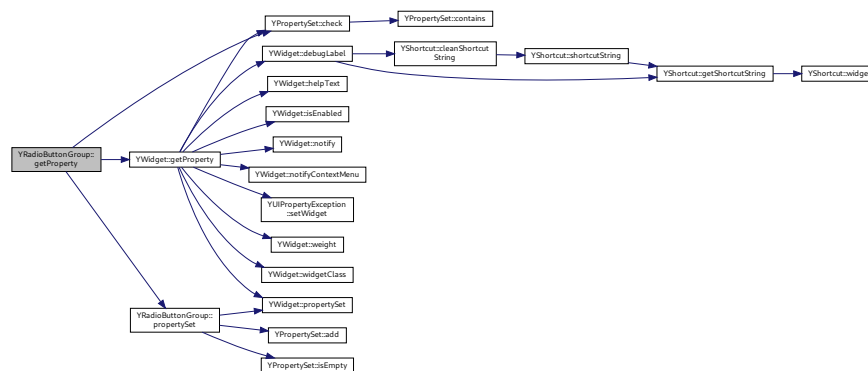 YPropertySet::check
YPropertySet::contains
YWidget::debugLabel
YShortcut::cleanShortcut
String
YShortcut::shortcutString
YShortcut::getShortcutString
YShortcut::widge
YWidget::helpText
YWidget::isEnabled
YWidget::notify
YRadioButtonGroup::
getProperty
YWidget::getProperty
YWidget::notifyContextMenu
YUIPropertyException
::setWidget
YWidget::weight
YWidget::widgetClass
YWidget::propertySet
YRadioButtonGroup::
propertySet
YPropertySet::add
YPropertySet::isEmpty